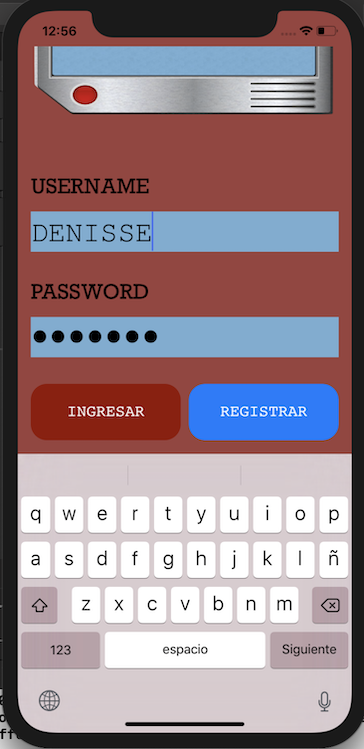 12:56
USERNAME
DENISSE
PASSWORD
INGRESAR REGISTRAR
q w e r t y u i o p
a s d f g h j k l ñ
z x c v b n m
123 espacio Siguiente